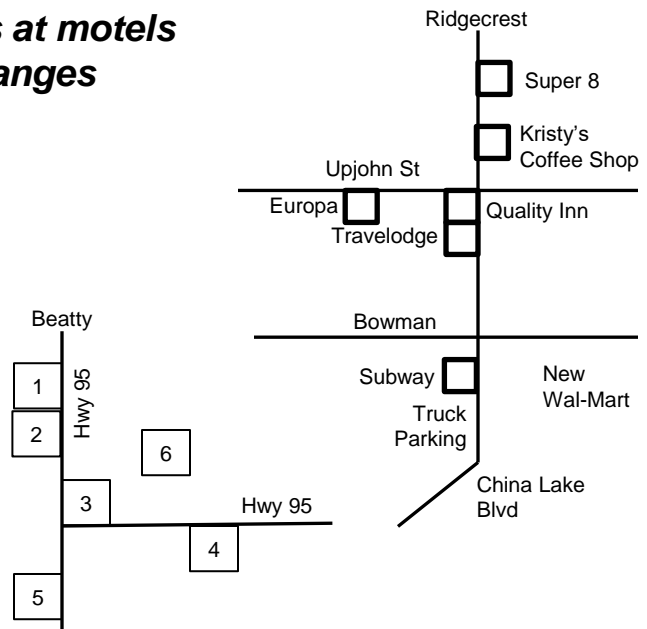 s at motels
anges
Ridgecrest
Super 8
Kristy's
Coffee Shop
Upjohn St
Europa
Quality Inn
Travelodge
Bowman
Subway
New
Wal-Mart
Truck
Parking
China Lake
Blvd
Beatty
Hwy 95
1
2
6
3
Hwy 95
4
5